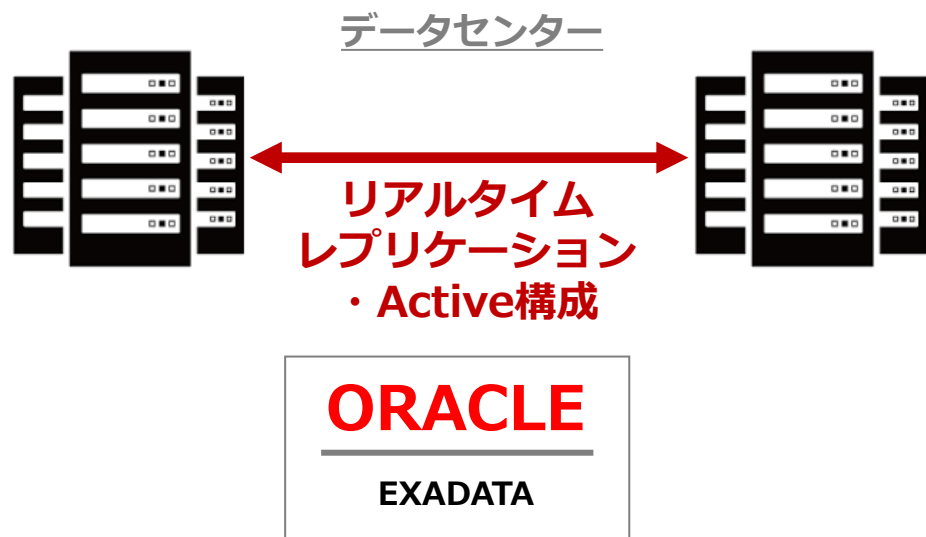 データセンター
リアルタイム
レプリケーション
・Active構成
ORACLE
EXADATA